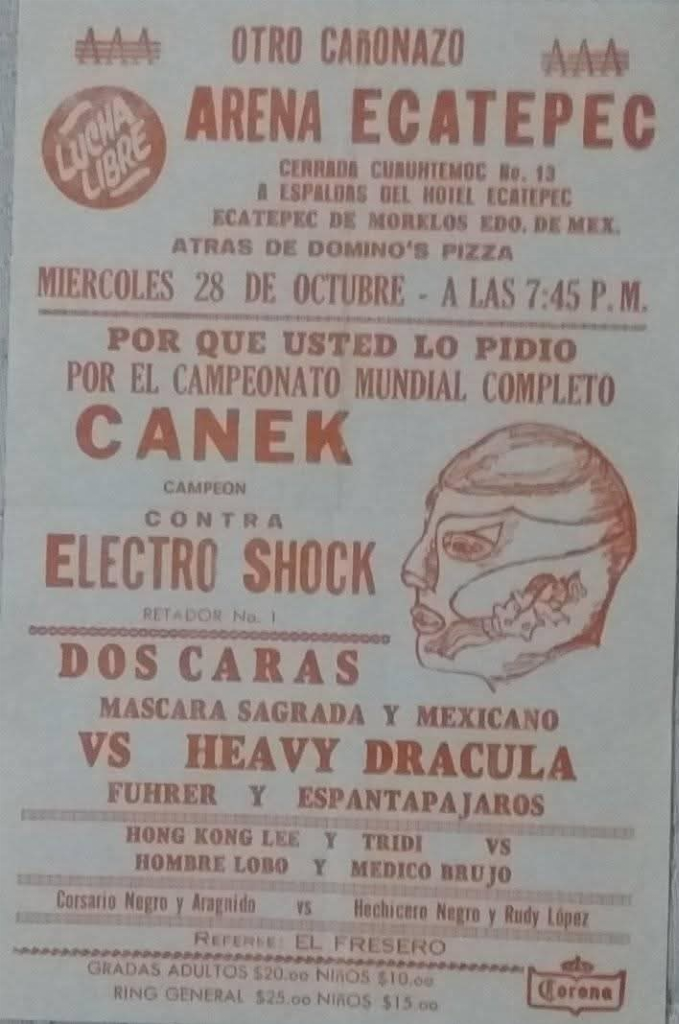 AAA OTRO CAñONAZO AAA
LUCHA LIBRE
ARENA ECATEPEC
CERRADA CUAUHTEMOC No. 13
A ESPALDAS DEL HOTEL ECATEPEC
ECATEPEC DE MORELOS EDO. DE MEX.
ATRAS DE DOMINO'S PIZZA
MIERCOLES 28 DE OCTUBRE - A LAS 7:45 P.M.
POR QUE USTED LO PIDIO
POR EL CAMPEONATO MUNDIAL COMPLETO
CANEK
CAMPEON
CONTRA
ELECTRO SHOCK
RETADOR No. 1
DOS CARAS
MASCARA SAGRADA Y MEXICANO
VS HEAVY DRACULA
FUHRER Y ESPANTAPAJAROS
HONG KONG LEE Y TRIDI VS
HOMBRE LOBO Y MEDICO BRUJO
Corsario Negro y Aragnido vs Hechicero Negro y Rudy López
REFEREE: EL FRESERO
GRADAS ADULTOS $20.00 NIñOS $10.00
RING GENERAL $25.00 NIñOS $15.00
Corona